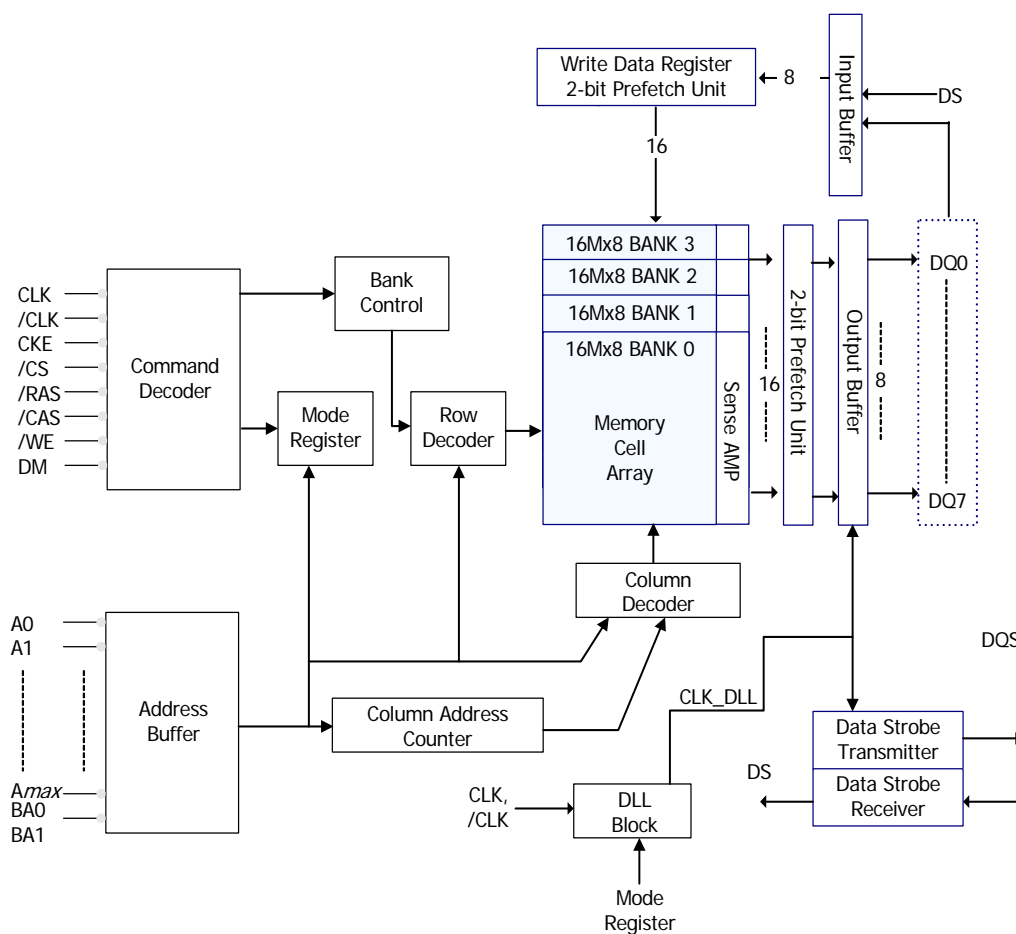 Write Data Register
2-bit Prefetch Unit
8
Input Buffer
DS
16
16Mx8 BANK 3
16Mx8 BANK 2
16Mx8 BANK 1
16Mx8 BANK 0
Memory
Cell
Array
Sense AMP
16
2-bit Prefetch Unit
Output Buffer
8
DQ0
DQ7
Bank
Control
CLK
/CLK
CKE
/CS
/RAS
/CAS
/WE
DM
Command
Decoder
Mode
Register
Row
Decoder
Column
Decoder
A0
A1
Amax
BA0
BA1
Address
Buffer
Column Address
Counter
CLK_DLL
DQS
Data Strobe
Transmitter
Data Strobe
Receiver
DS
CLK,
/CLK
DLL
Block
Mode
Register